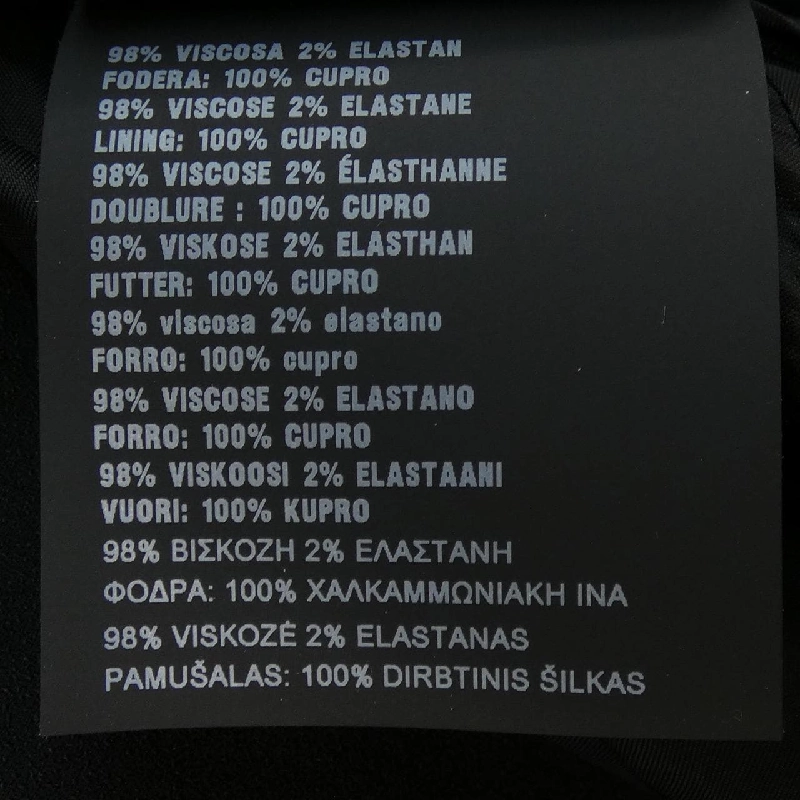 98% VISCOSA 2% ELASTAN
FODERA: 100% CUPRO
98% VISCOSE 2% ELASTANE
LINING: 100% CUPRO
98% VISCOSE 2% ÉLASTHANNE
DOUBLURE : 100% CUPRO
98% VISKOSE 2% ELASTHAN
FUTTER: 100% CUPRO
98% viscosa 2% elastano
FORRO: 100% cupro
98% VISCOSE 2% ELASTANO
FORRO: 100% CUPRO
98% VISKOOSI 2% ELASTAANI
VUORI: 100% KUPRO
98% ΒΙΣΚΟΖΗ 2% ΕΛΑΣΤΑΝΗ
ΦΟΔΡΑ: 100% ΧΑΛΚΑΜΜΩΝΙΑΚΗ ΙΝΑ
98% VISKOZĖ 2% ELASTANAS
PAMUŠALAS: 100% DIRBTINIS ŠILKAS